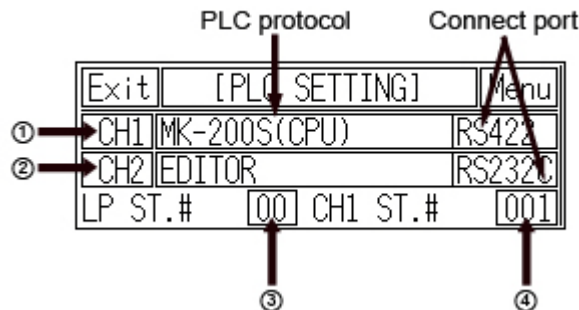 PLC protocol Connect port
Exit [PLC SETTING] Menu
① CH1 MK-200S(CPU) RS422
② CH2 EDITOR RS232C
LP ST.# 00 CH1 ST.# 001
③ ④